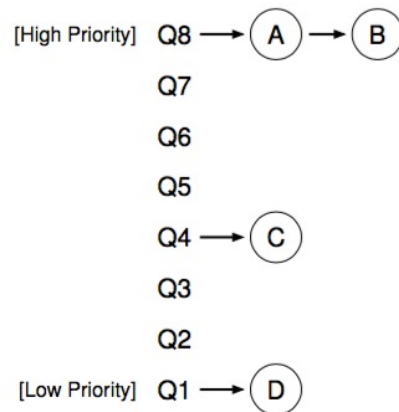 [High Priority] Q8 A B
Q7
Q6
Q5
Q4 C
Q3
Q2
[Low Priority] Q1 D